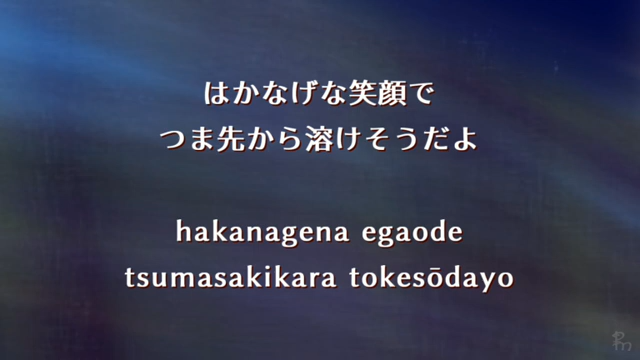 はかなげな笑顔で
つま先から溶けそうだよ
hakanagena egaode
tsumasakikara tokesōdayo